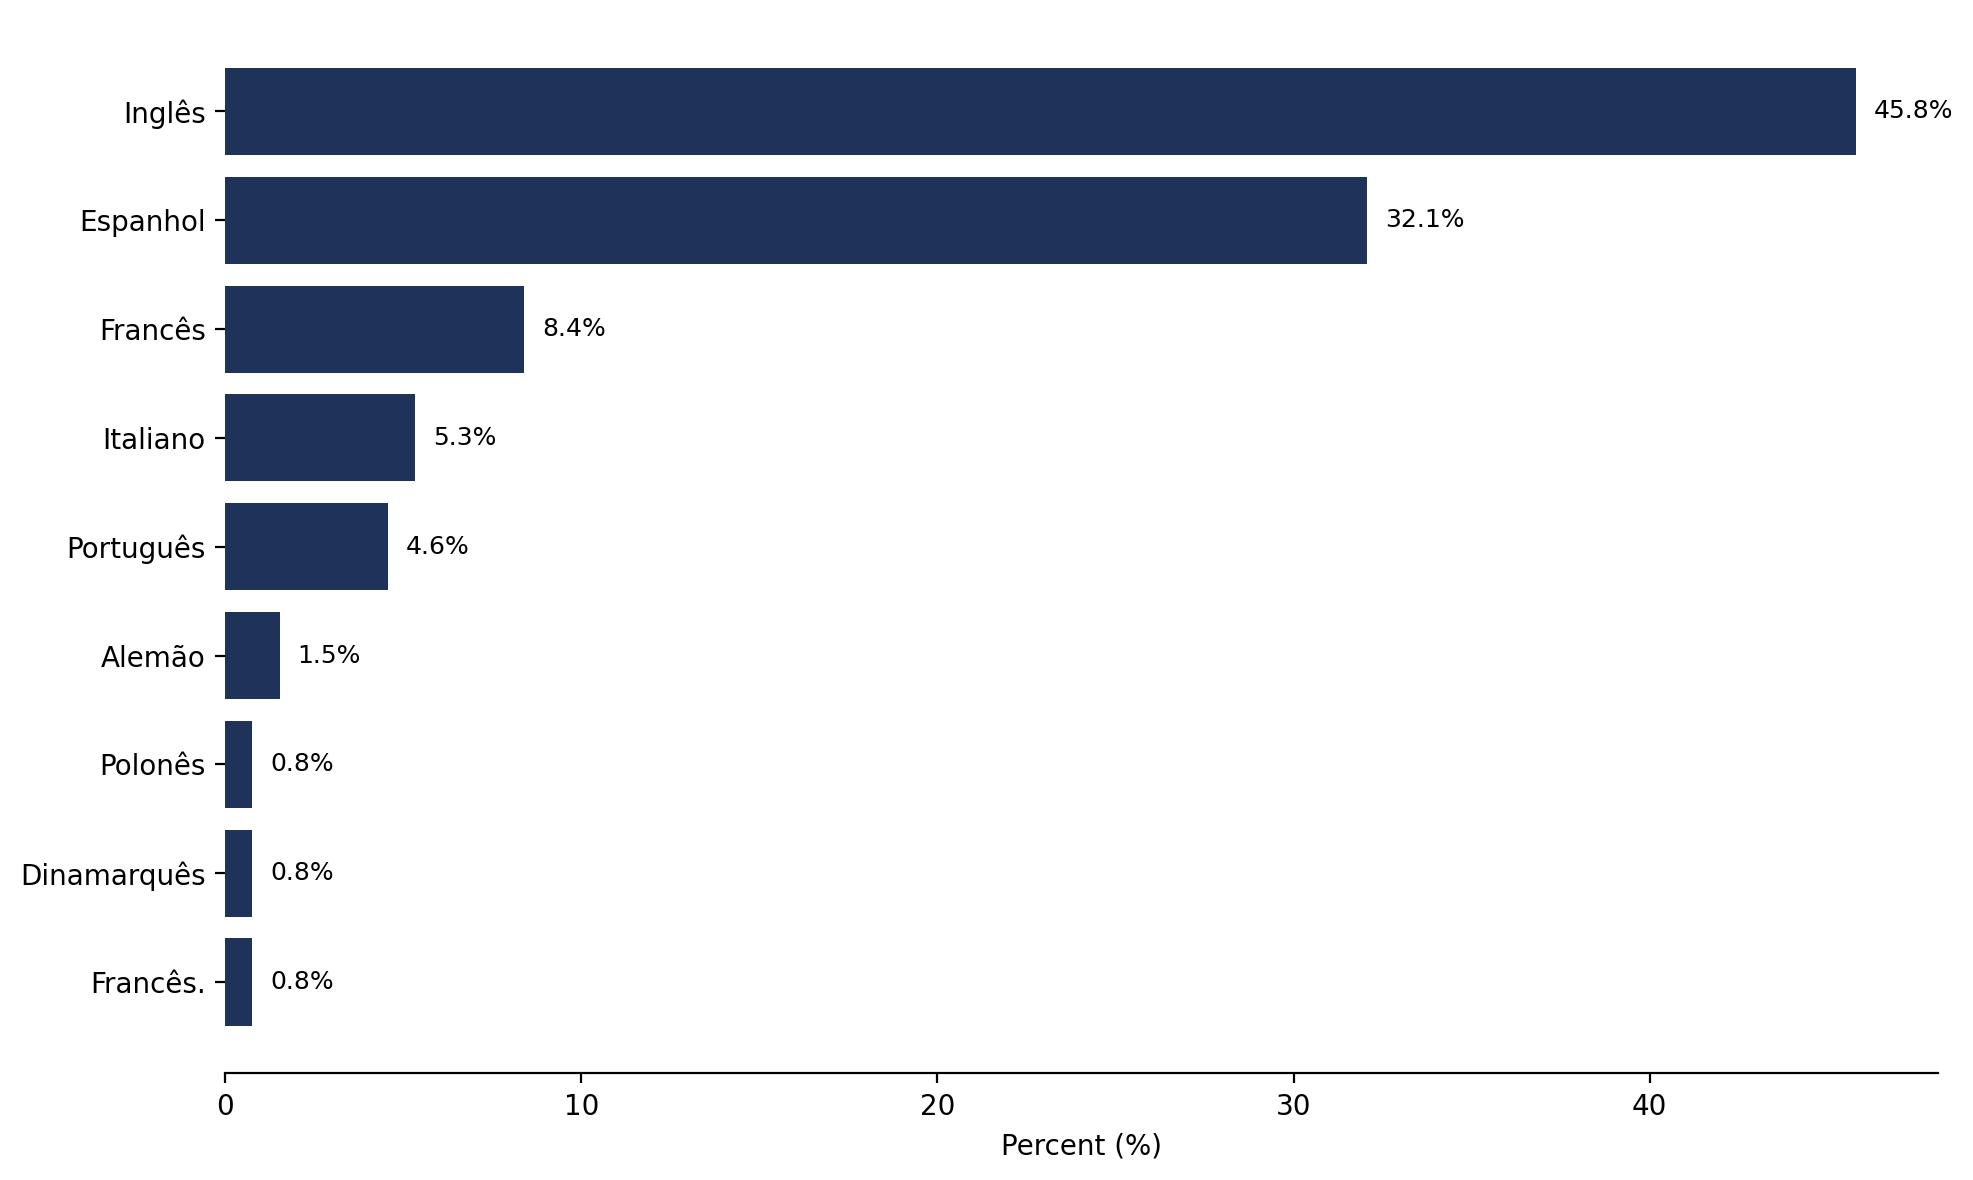 Inglês 45.8%
Espanhol 32.1%
Francês 8.4%
Italiano 5.3%
Português 4.6%
Alemão 1.5%
Polonês 0.8%
Dinamarquês 0.8%
Francês. 0.8%
0 10 20 30 40
Percent (%)